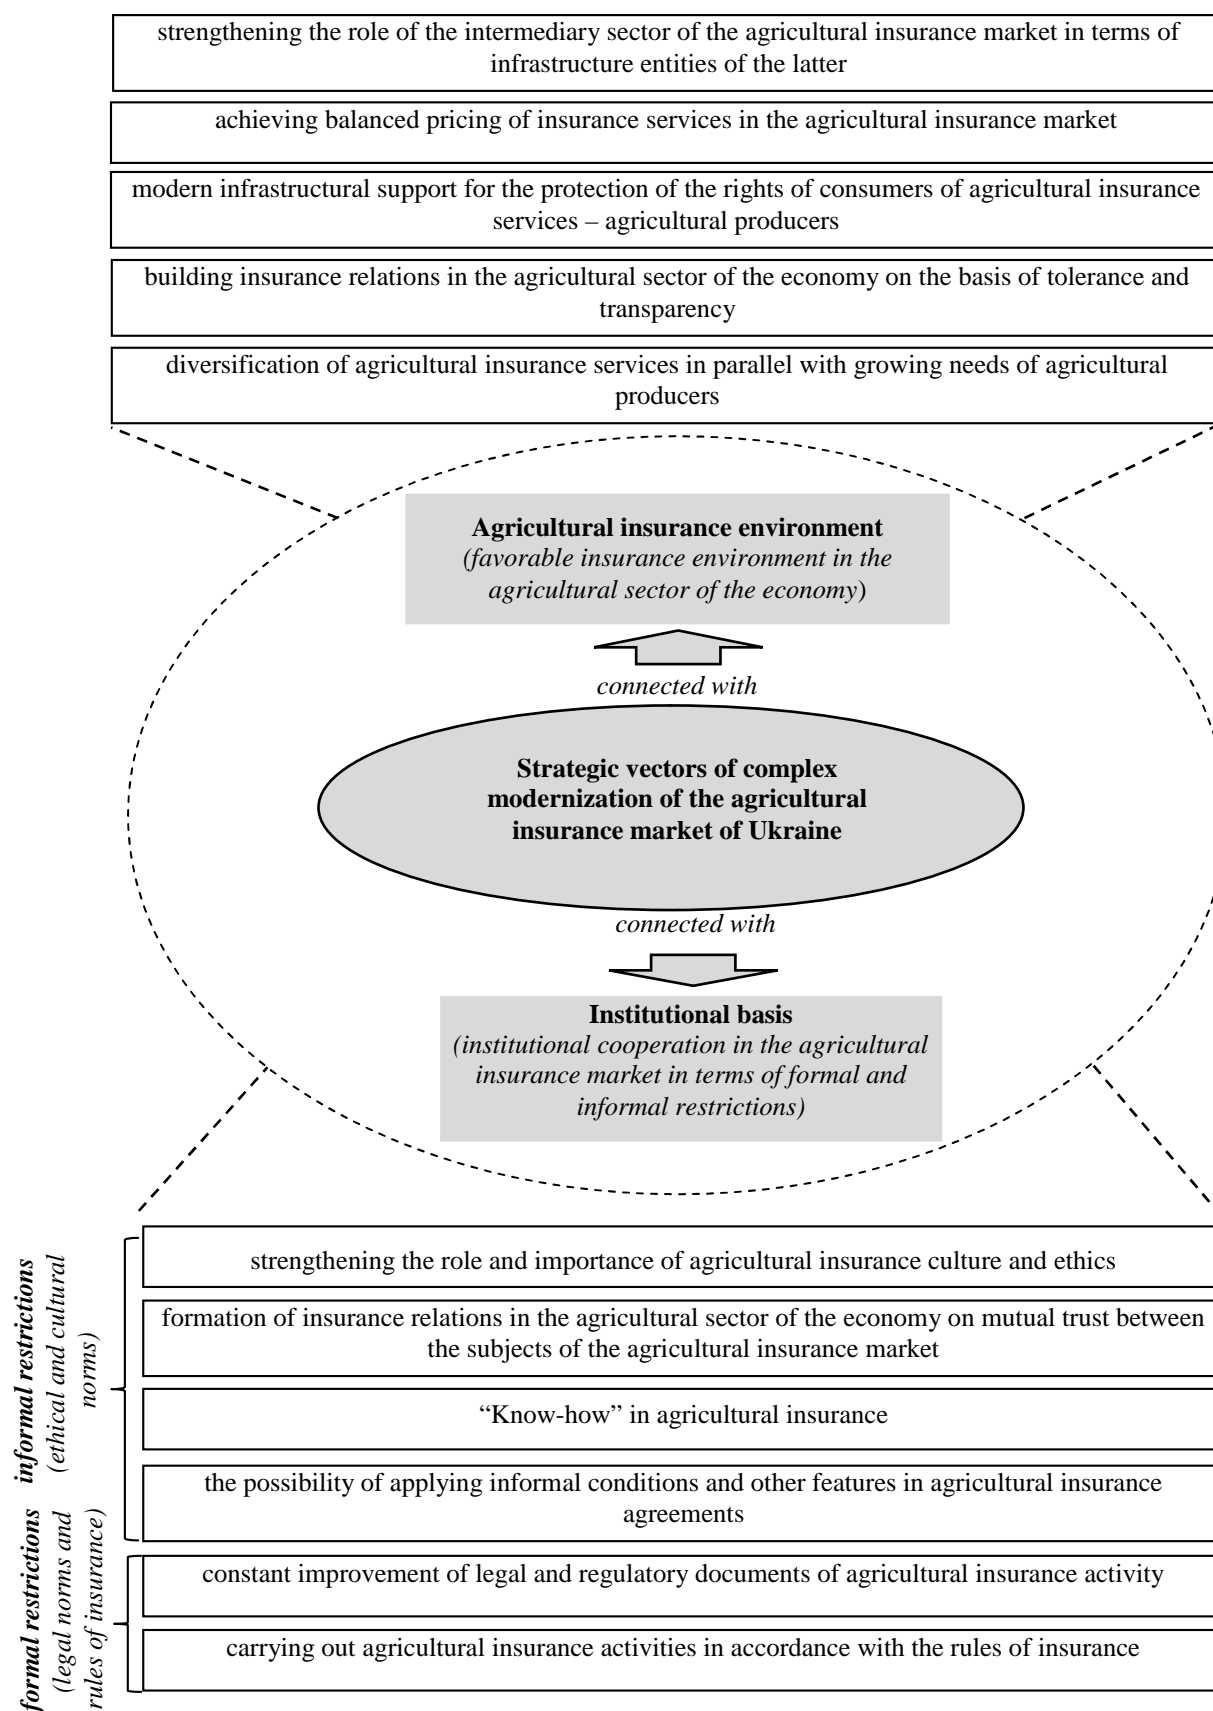 strengthening the role of the intermediary sector of the agricultural insurance market in terms of
infrastructure entities of the latter
achieving balanced pricing of insurance services in the agricultural insurance market
modern infrastructural support for the protection of the rights of consumers of agricultural insurance
services – agricultural producers
building insurance relations in the agricultural sector of the economy on the basis of tolerance and
transparency
diversification of agricultural insurance services in parallel with growing needs of agricultural
producers
Agricultural insurance environment
(favorable insurance environment in the
agricultural sector of the economy)
connected with
Strategic vectors of complex
modernization of the agricultural
insurance market of Ukraine
connected with
Institutional basis
(institutional cooperation in the agricultural
insurance market in terms of formal and
informal restrictions)
informal restrictions
(ethical and cultural
norms)
strengthening the role and importance of agricultural insurance culture and ethics
formation of insurance relations in the agricultural sector of the economy on mutual trust between
the subjects of the agricultural insurance market
“Know-how” in agricultural insurance
the possibility of applying informal conditions and other features in agricultural insurance
agreements
formal restrictions
(legal norms and
rules of insurance)
constant improvement of legal and regulatory documents of agricultural insurance activity
carrying out agricultural insurance activities in accordance with the rules of insurance